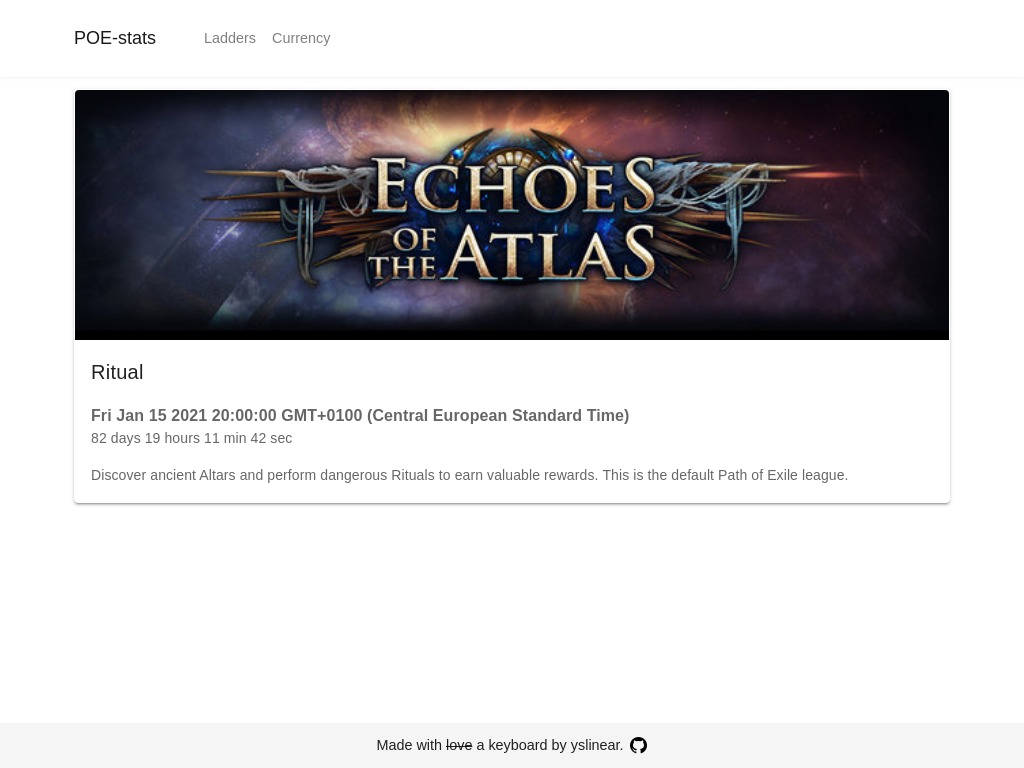 POE-stats
Ladders Currency
ECHOES
OF
THE ATLAS
Ritual
Fri Jan 15 2021 20:00:00 GMT+0100 (Central European Standard Time)
82 days 19 hours 11 min 42 sec
Discover ancient Altars and perform dangerous Rituals to earn valuable rewards. This is the default Path of Exile league.
Made with love a keyboard by yslinear.